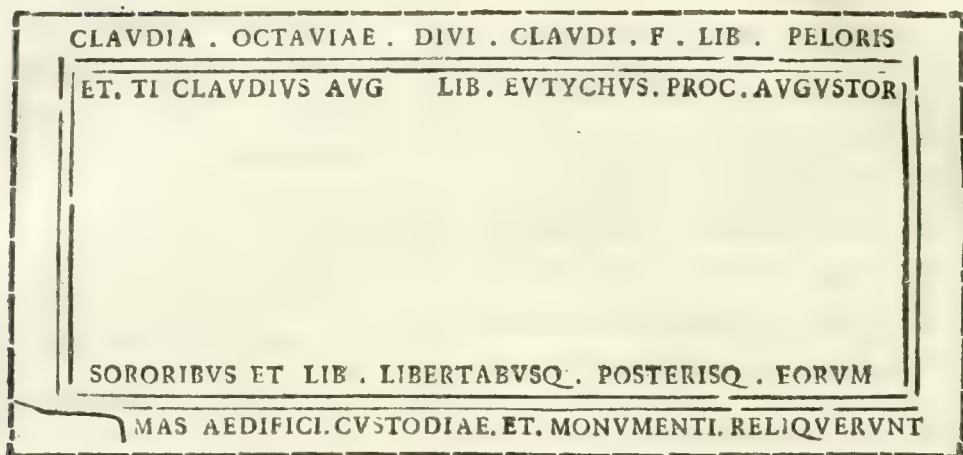 CLAVDIA . OCTAVIAE . DIVI . CLAVDI . F . LIB . PELORIS
ET. TI CLAVDIVS AVG LIB. EVTYCHVS. PROC. AVGVSTOR
SORORIBVS ET LIB . LIBERTABVSQ . POSTERISQ . EORVM
MAS AEDIFICI. CVSTODIAE. ET. MONVMENTI. RELIQVERVNT